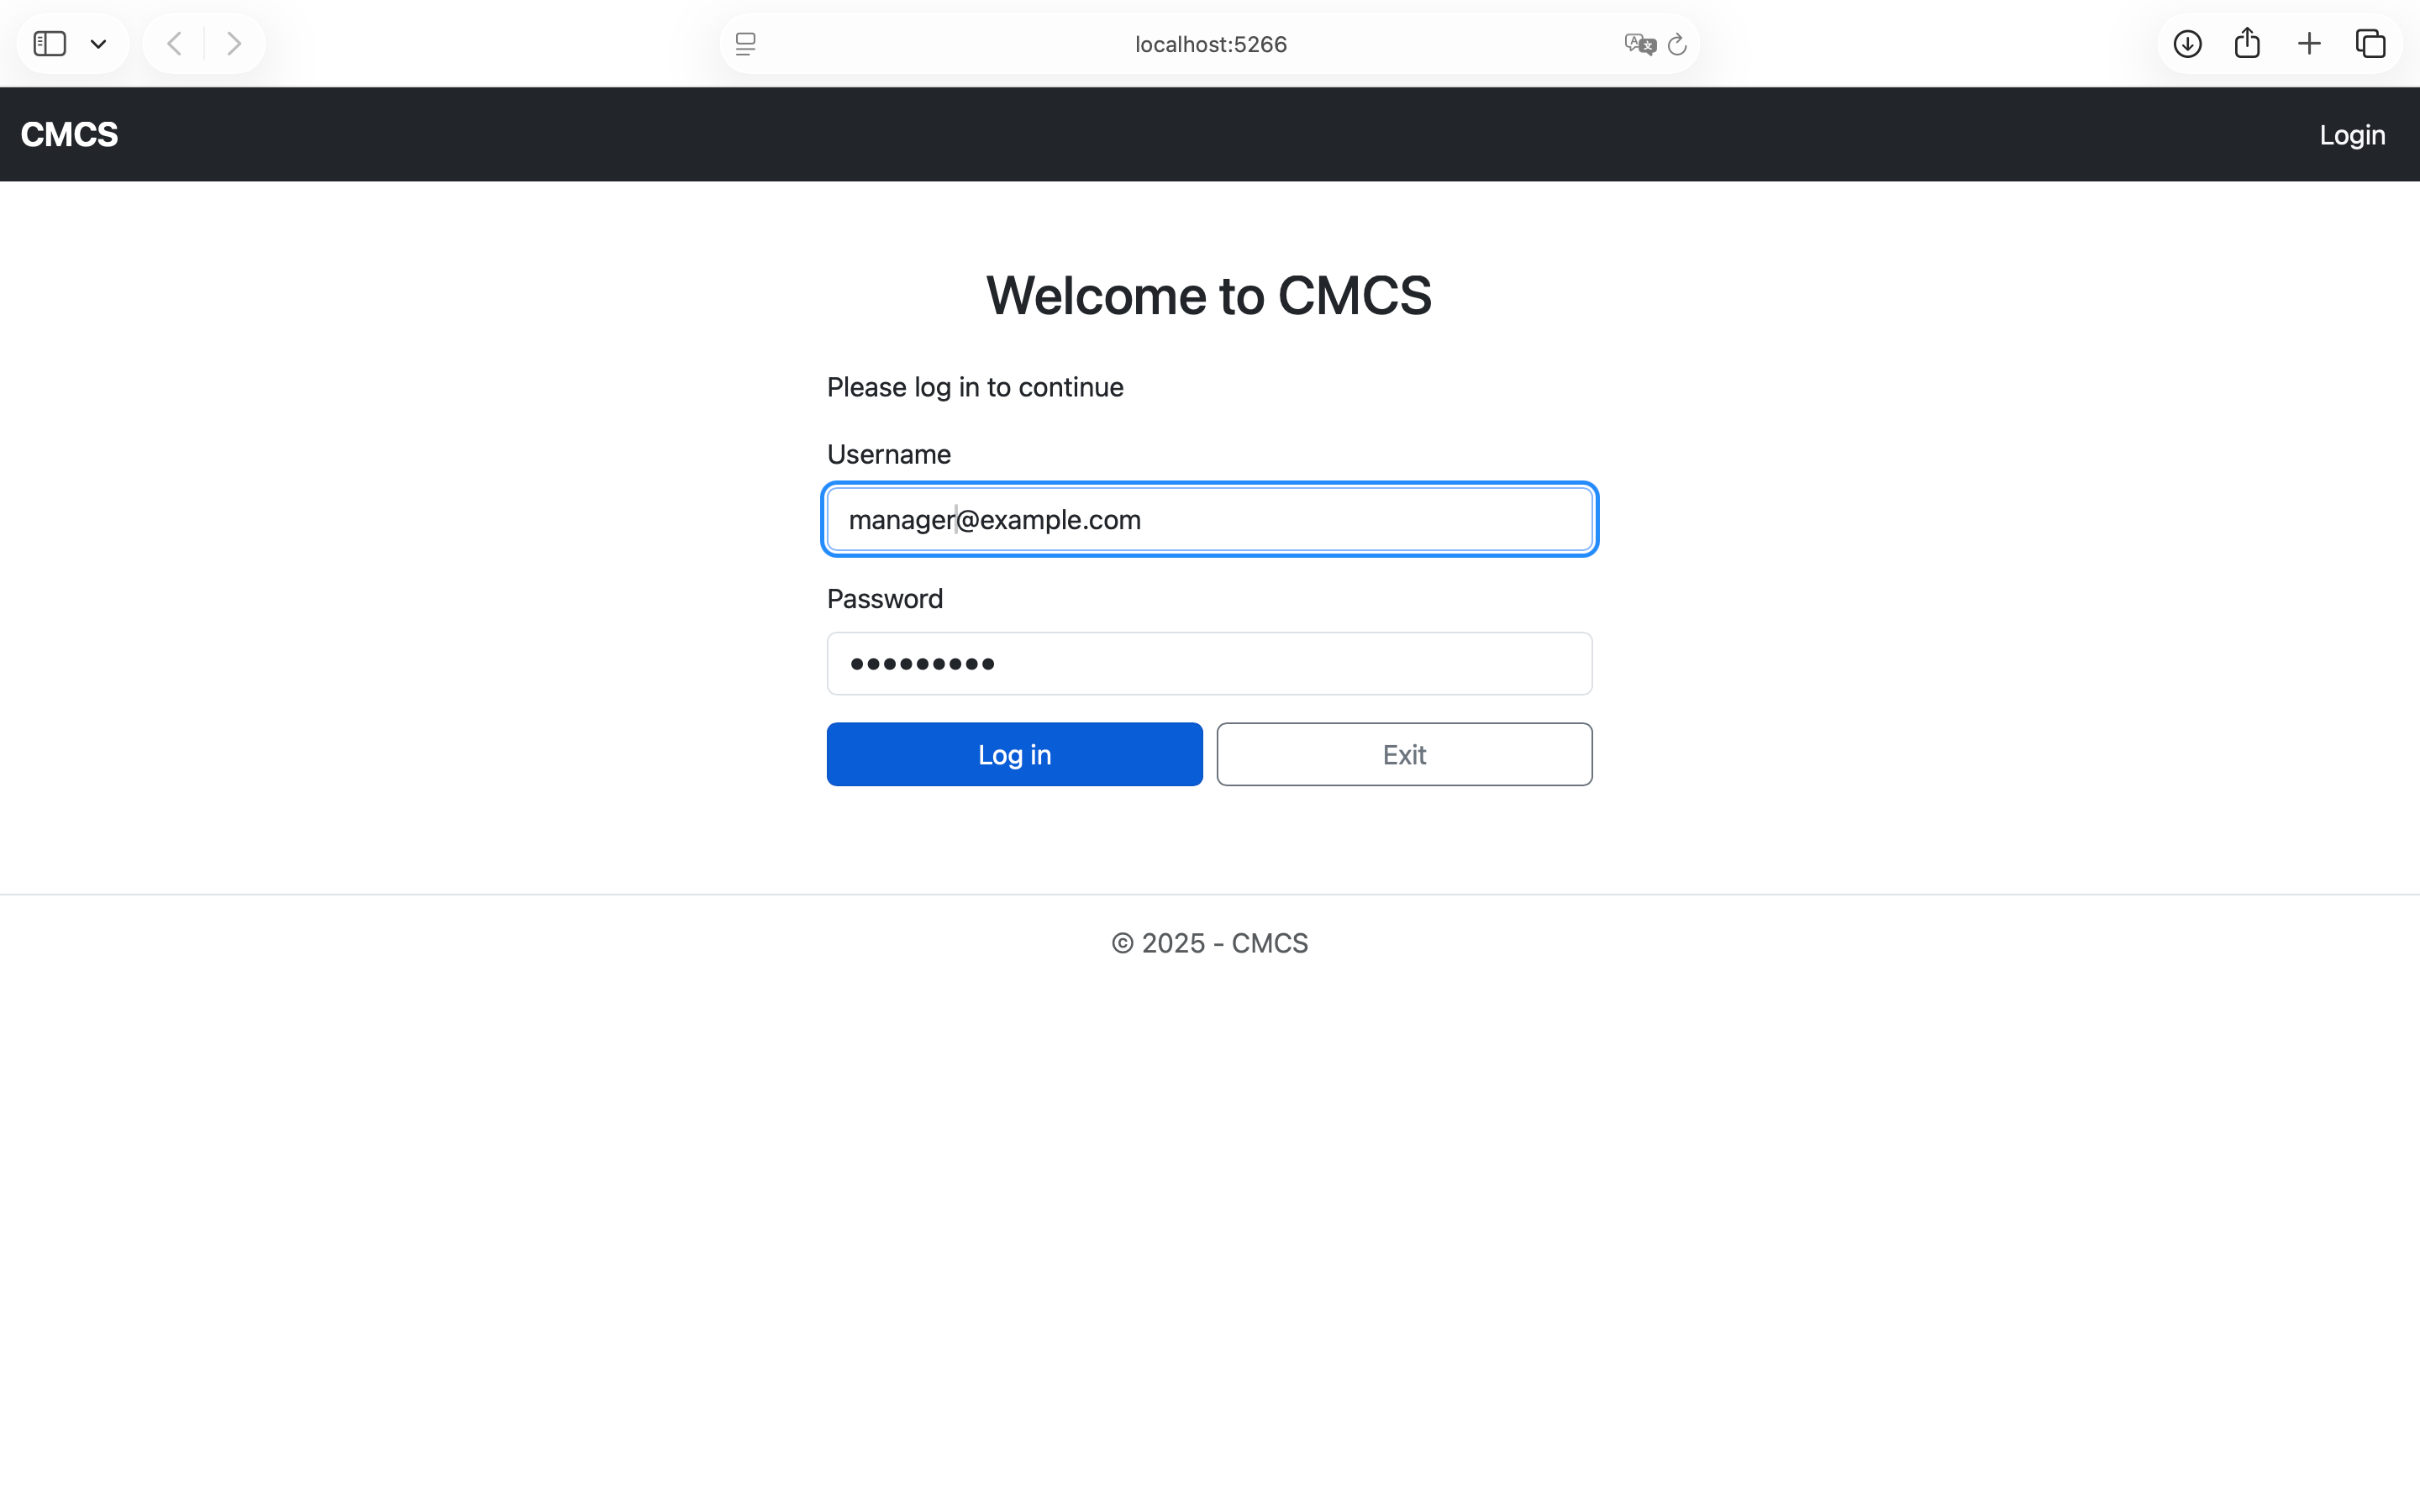 localhost:5266
CMCS
Login
Welcome to CMCS
Please log in to continue
Username
manager@example.com
Password
•••••••••
Log in
Exit
© 2025 - CMCS